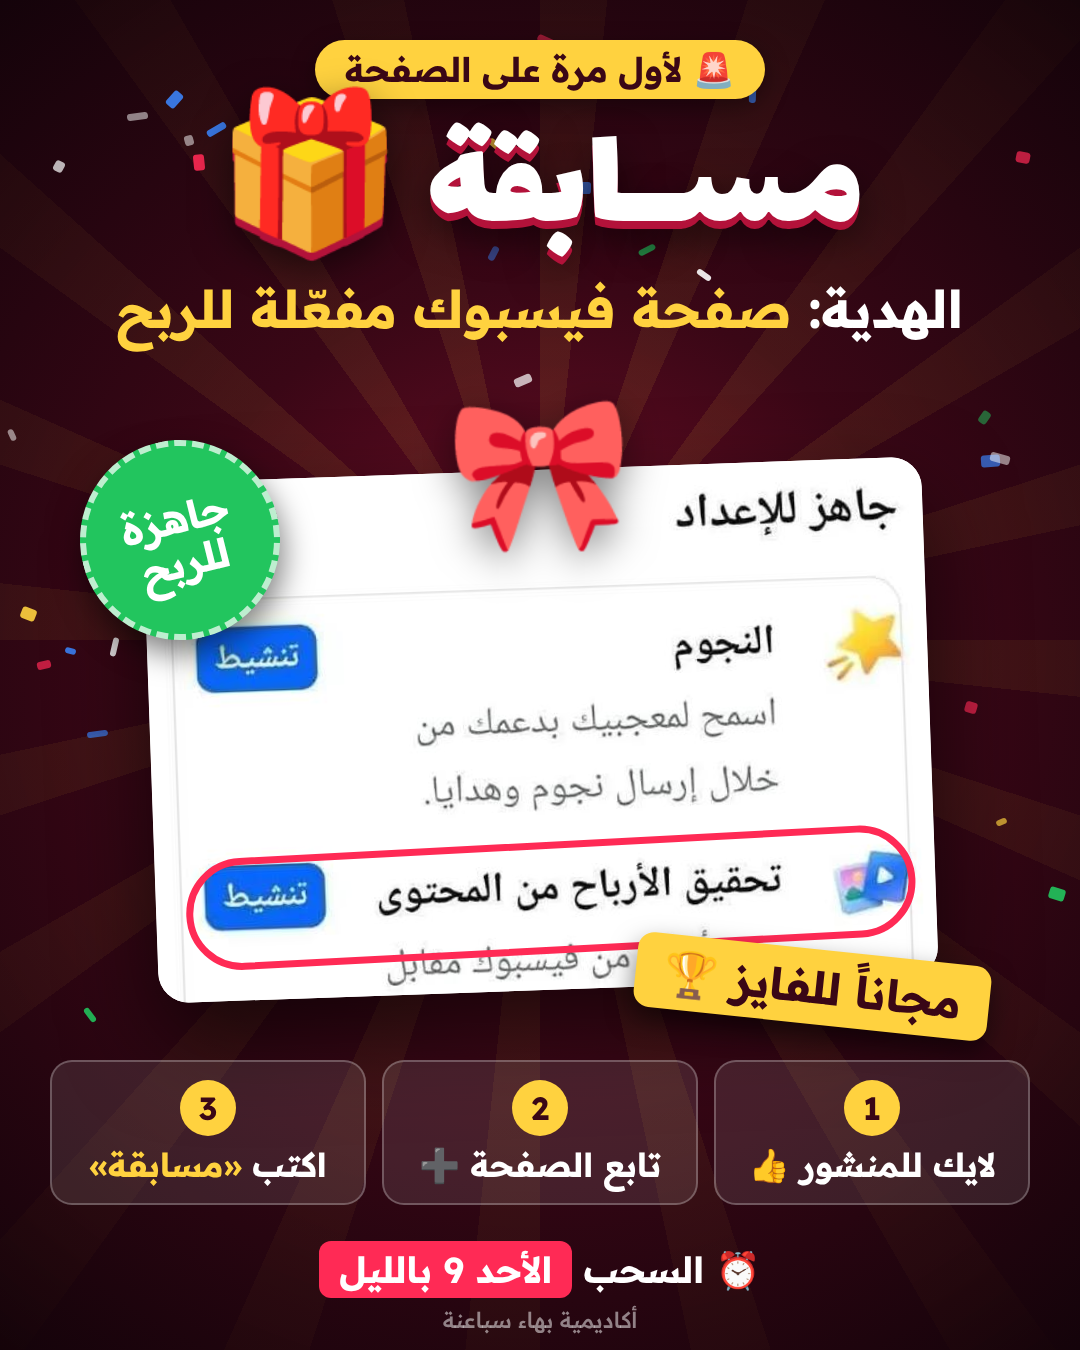 🚨 لأول مرة على الصفحة
مســابقة 🎁
الهدية: صفحة فيسبوك مفعّلة للربح
جاهزة
للربح
جاهز للإعداد
النجوم
تنشيط
اسمح لمعجبيك بدعمك من
خلال إرسال نجوم وهدايا.
تحقيق الأرباح من المحتوى
تنشيط
من فيسبوك مقابل
مجاناً للفايز 🏆
1
لايك للمنشور 👍
2
تابع الصفحة ➕
3
اكتب «مسابقة»
⏰ السحب الأحد 9 بالليل
أكاديمية بهاء سباعنة